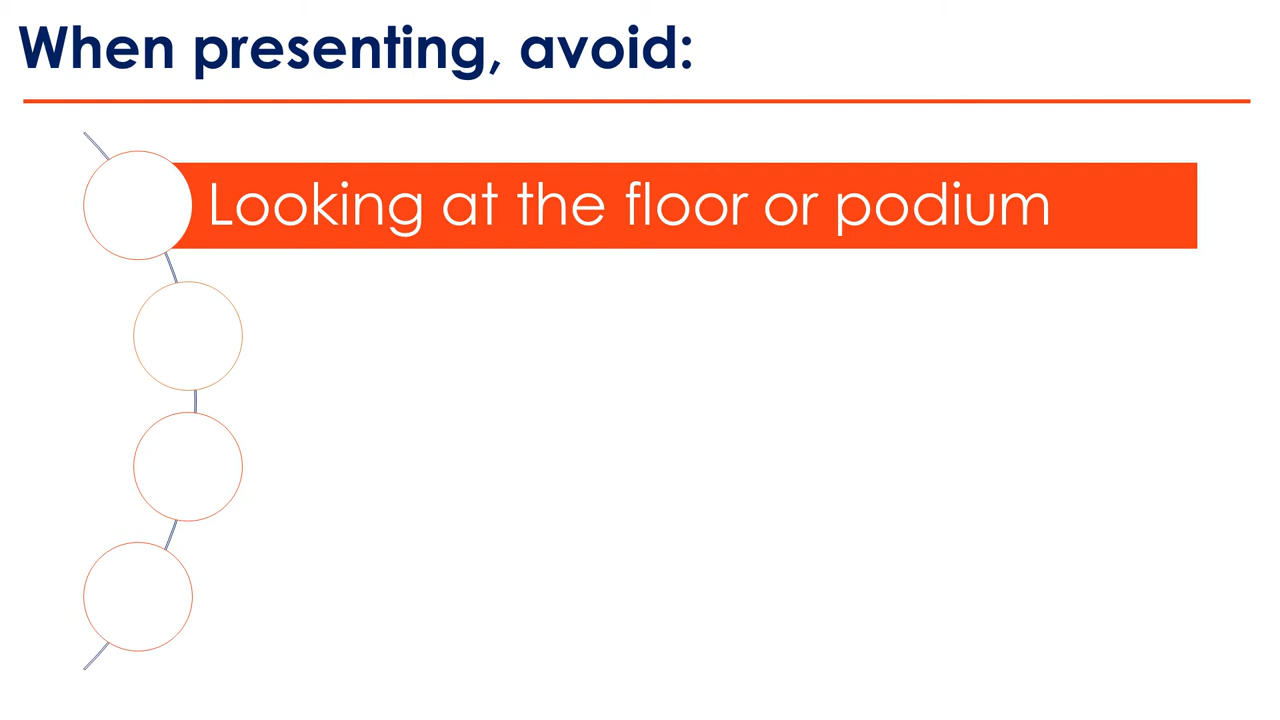 When presenting, avoid:
Looking at the floor or podium